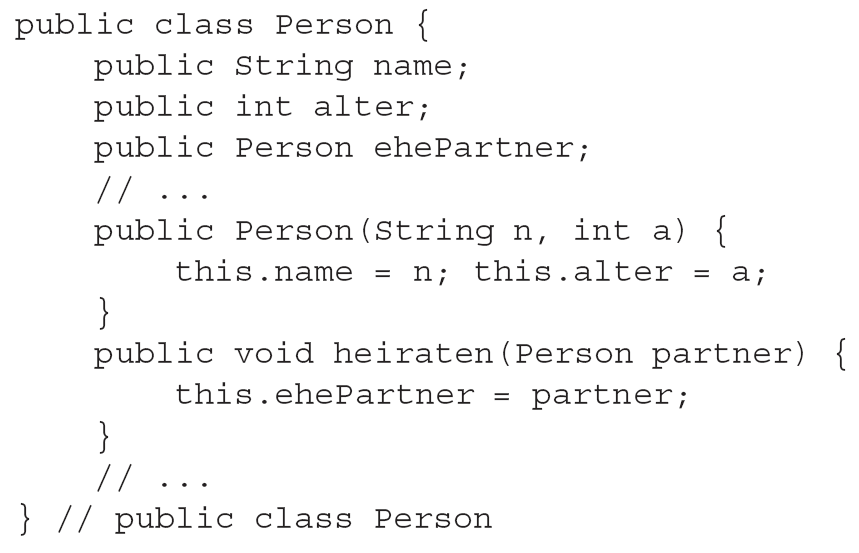 public class Person {
    public String name;
    public int alter;
    public Person ehePartner;
    // ...
    public Person(String n, int a) {
        this.name = n; this.alter = a;
    }
    public void heiraten(Person partner) {
        this.ehePartner = partner;
    }
    // ...
} // public class Person